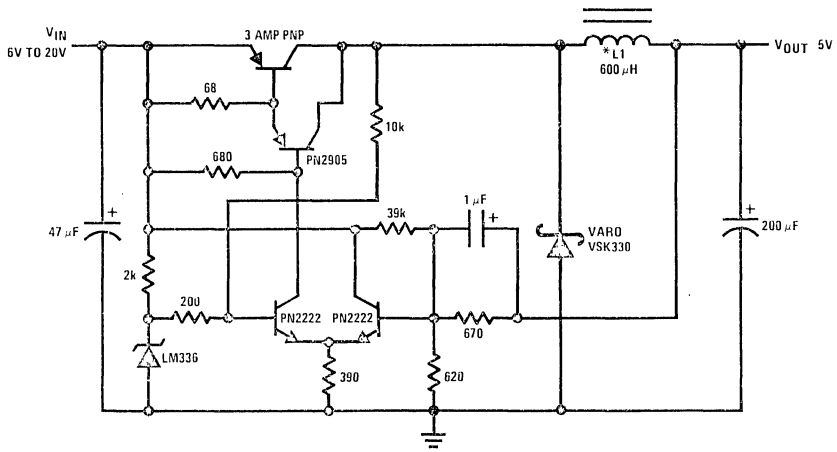 VIN
6V TO 20V
3 AMP PNP
*L1
600 μH
VOUT 5V
68
10k
680
PN2905
47 μF
+
39k
1 μF
+
VARO
VSK330
+
200 μF
2k
200
PN2222
PN2222
670
LM336
390
620